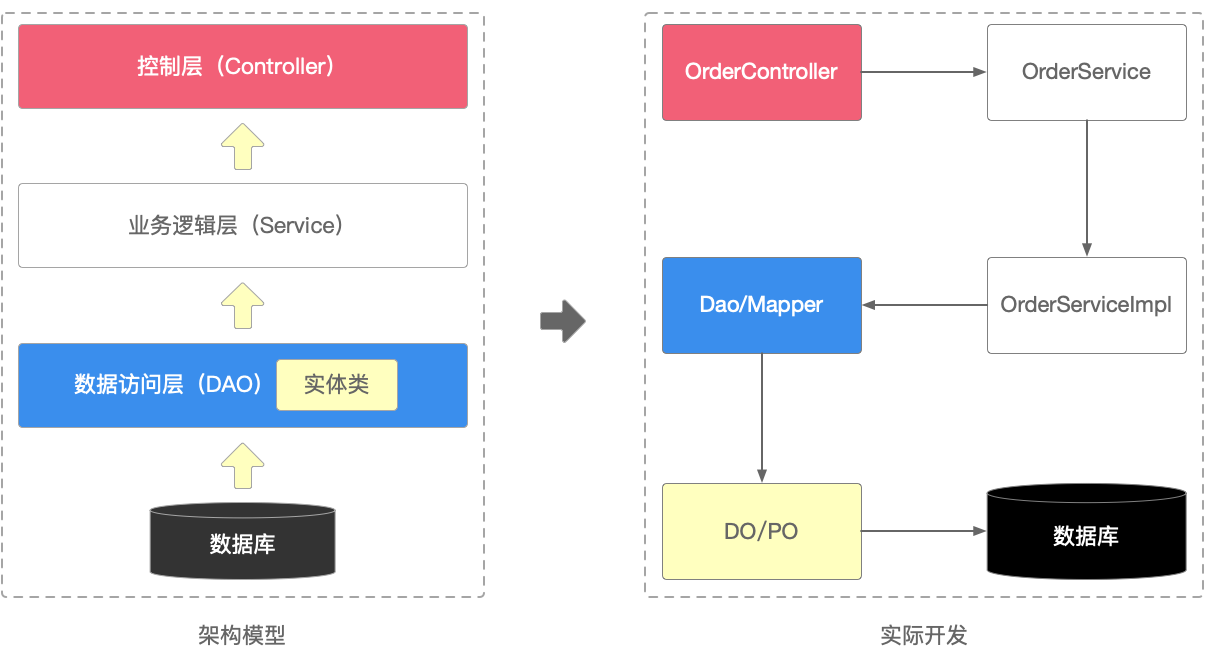 控制层（Controller）
业务逻辑层（Service）
数据访问层（DAO）
实体类
数据库
架构模型
OrderController
OrderService
Dao/Mapper
OrderServiceImpl
DO/PO
数据库
实际开发